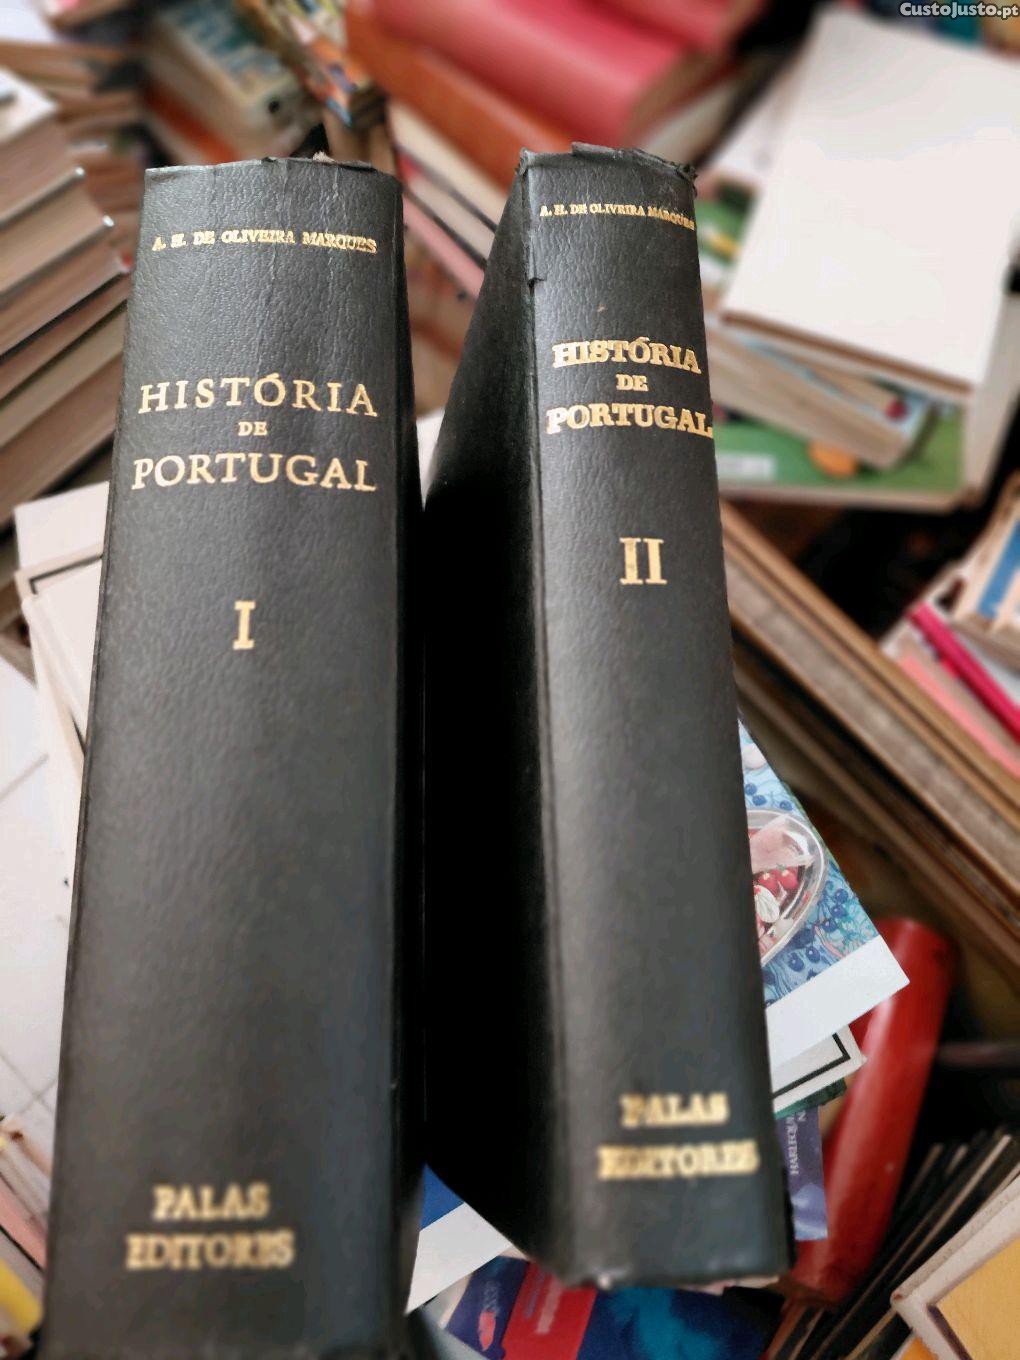 CustoJusto.pt
A. H. DE OLIVEIRA MARQUES
HISTÓRIA
DE
PORTUGAL
I
PALAS
EDITORES
A. H. DE OLIVEIRA MARQUES
HISTÓRIA
DE
PORTUGAL
II
PALAS
EDITORES